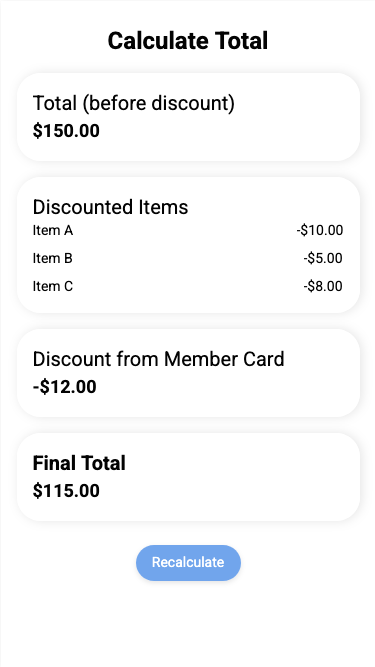 Calculate Total
Total (before discount)
$150.00
Discounted Items
Item A -$10.00
Item B -$5.00
Item C -$8.00
Discount from Member Card
-$12.00
Final Total
$115.00
Recalculate